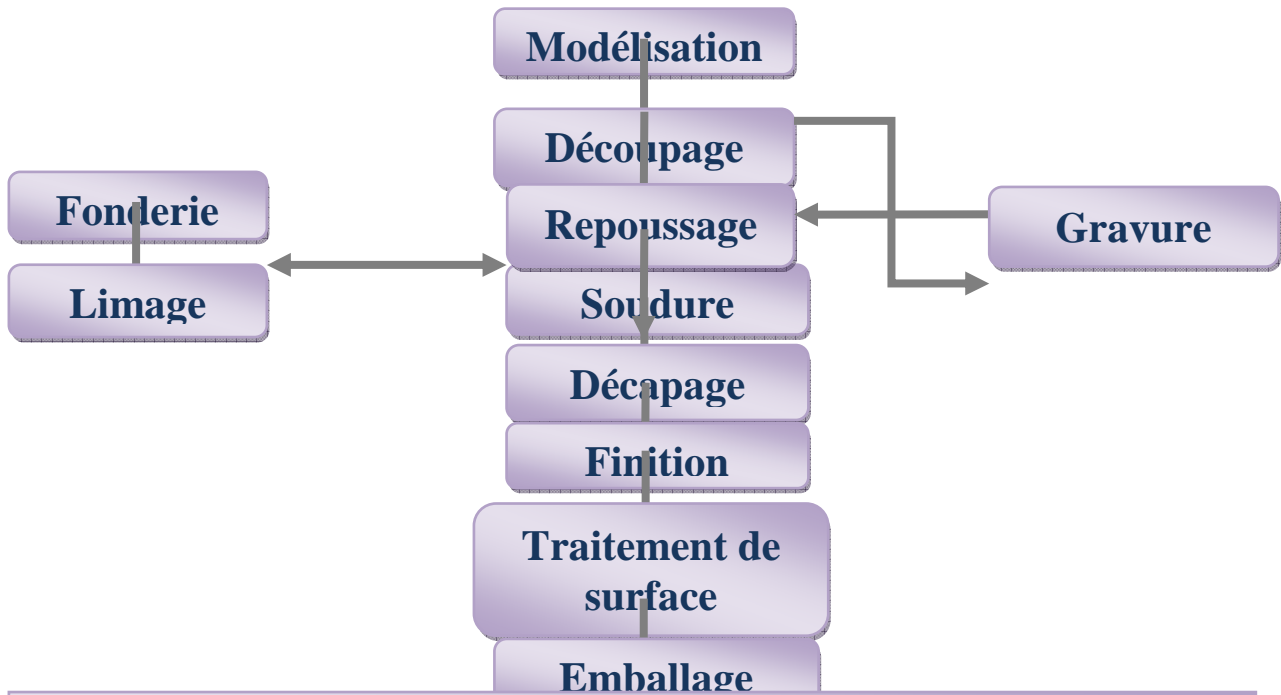 Modélisation
Découpage
Fonderie
Repoussage
Gravure
Limage
Soudure
Décapage
Finition
Traitement de
surface
Emballage